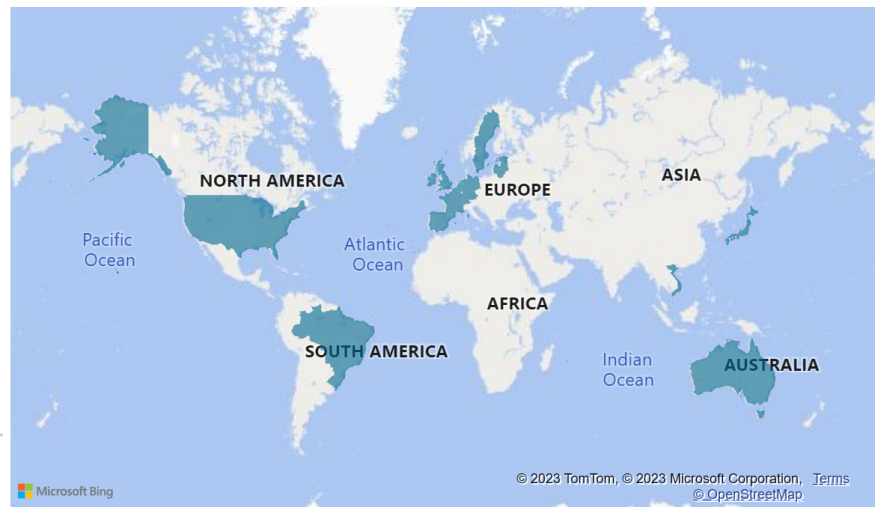 NORTH AMERICA
EUROPE
ASIA
Pacific
Ocean
Atlantic
Ocean
AFRICA
SOUTH AMERICA
Indian
Ocean
AUSTRALIA
Microsoft Bing
© 2023 TomTom, © 2023 Microsoft Corporation, Terms
© OpenStreetMap